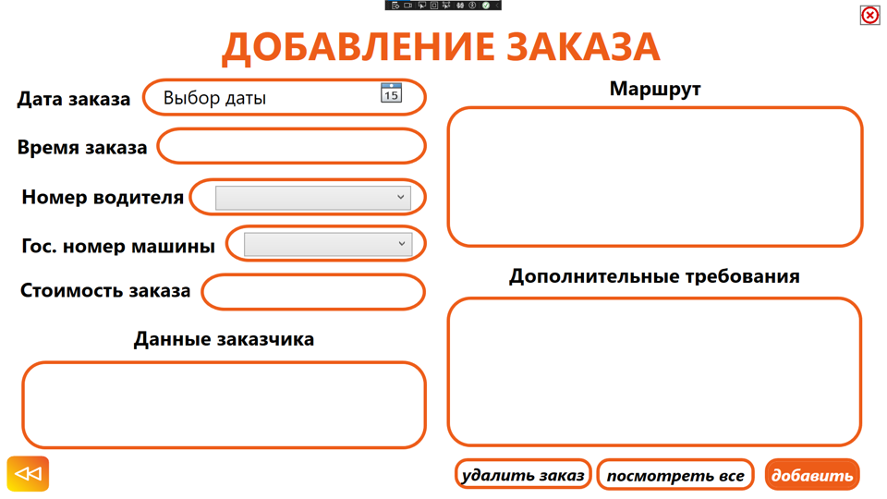 ДОБАВЛЕНИЕ ЗАКАЗА
Дата заказа
Выбор даты
15
Время заказа
Номер водителя
Гос. номер машины
Стоимость заказа
Данные заказчика
Маршрут
Дополнительные требования
удалить заказ
посмотреть все
добавить